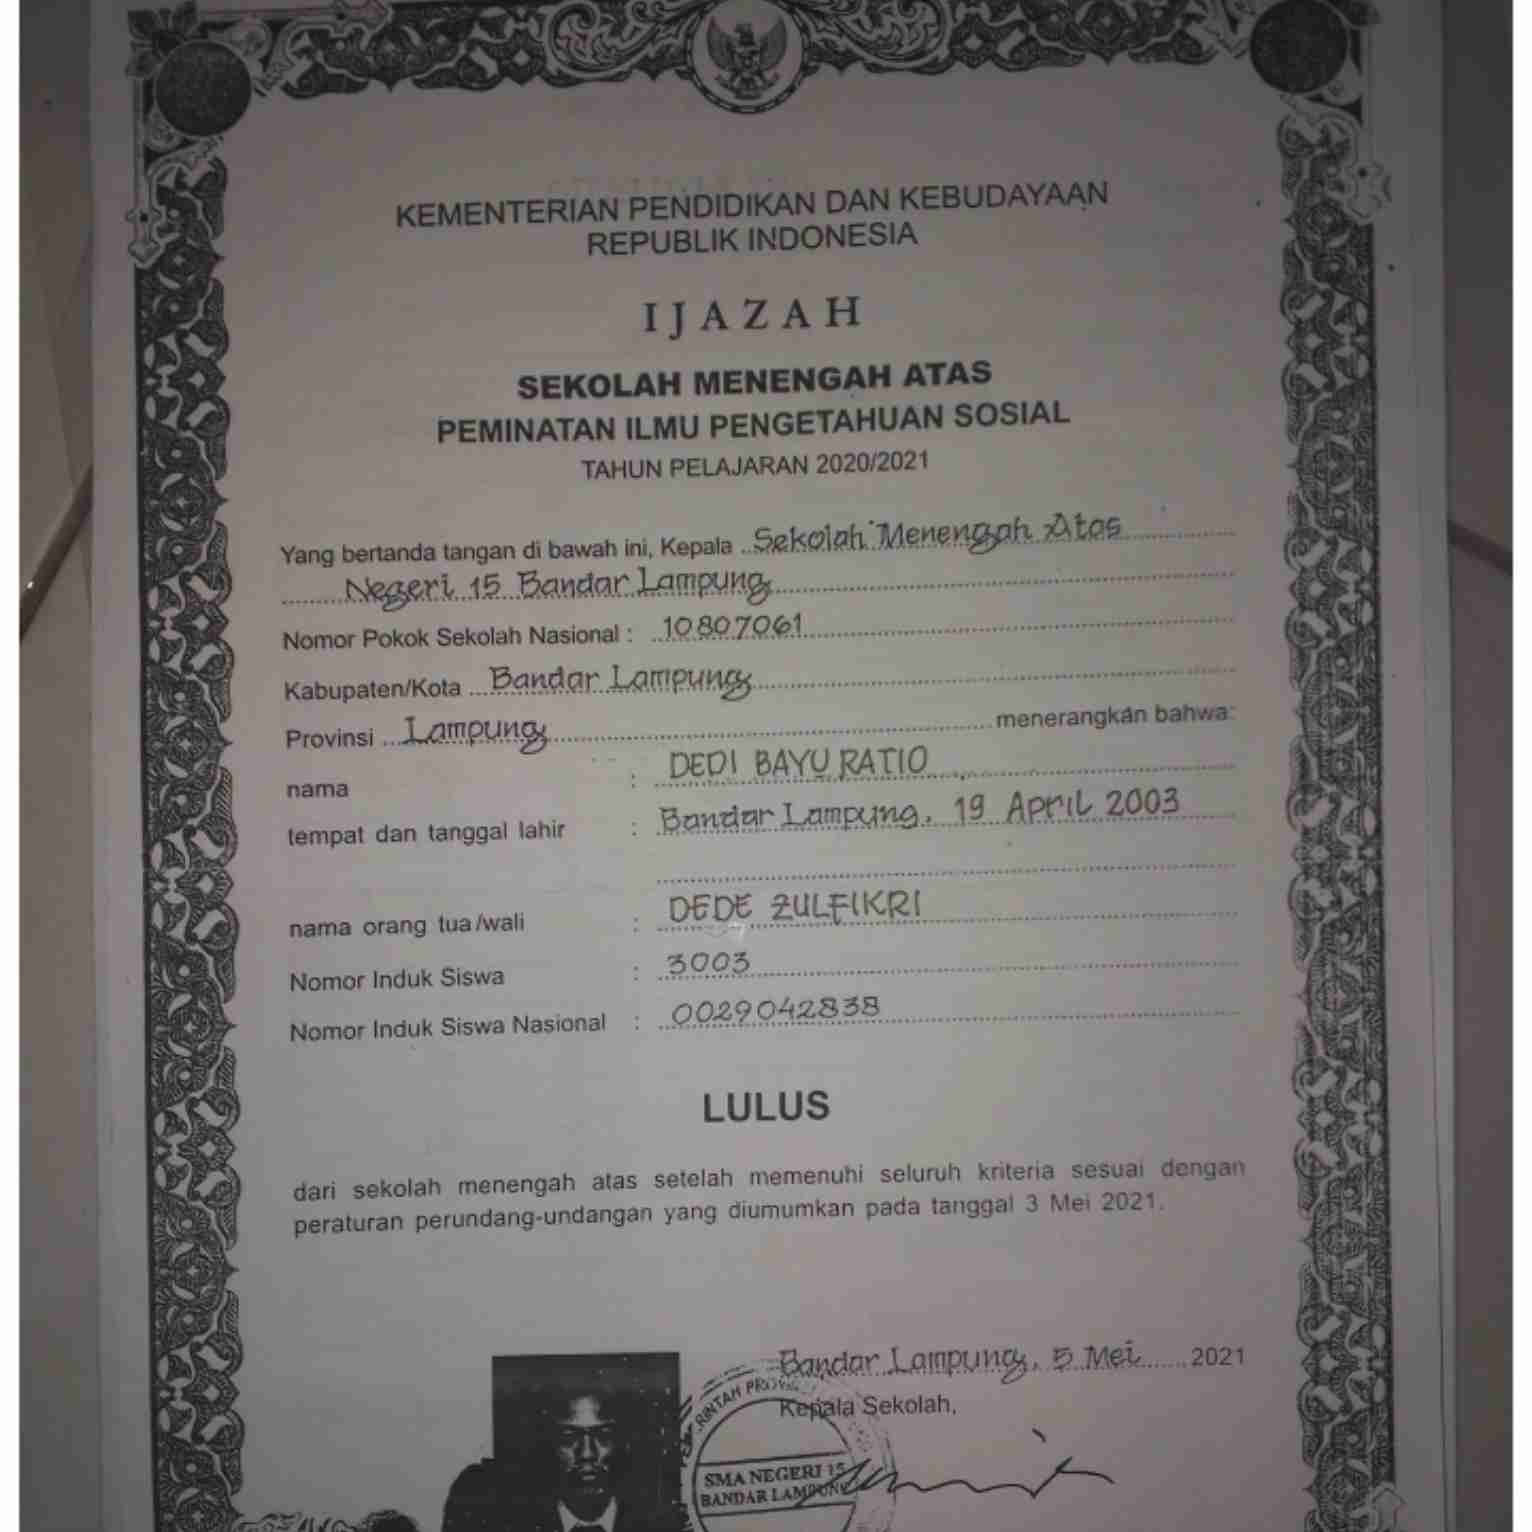 KEMENTERIAN PENDIDIKAN DAN KEBUDAYAAN
REPUBLIK INDONESIA
IJAZAH
SEKOLAH MENENGAH ATAS
PEMINATAN ILMU PENGETAHUAN SOSIAL
TAHUN PELAJARAN 2020/2021
Yang bertanda tangan di bawah ini, Kepala Sekolah Menengah Atas
Negeri 15 Bandar Lampung
Nomor Pokok Sekolah Nasional : 10807061
Kabupaten/Kota Bandar Lampung
Provinsi Lampung menerangkan bahwa:
nama : DEDI BAYU RATIO
tempat dan tanggal lahir : Bandar Lampung, 19 April 2003
nama orang tua/wali : DEDE ZULFIKRI
Nomor Induk Siswa : 3003
Nomor Induk Siswa Nasional : 0029042838
LULUS
dari sekolah menengah atas setelah memenuhi seluruh kriteria sesuai dengan
peraturan perundang-undangan yang diumumkan pada tanggal 3 Mei 2021.
Bandar Lampung, 5 Mei 2021
Kepala Sekolah,
SMA NEGERI 15
BANDAR LAMPUNG